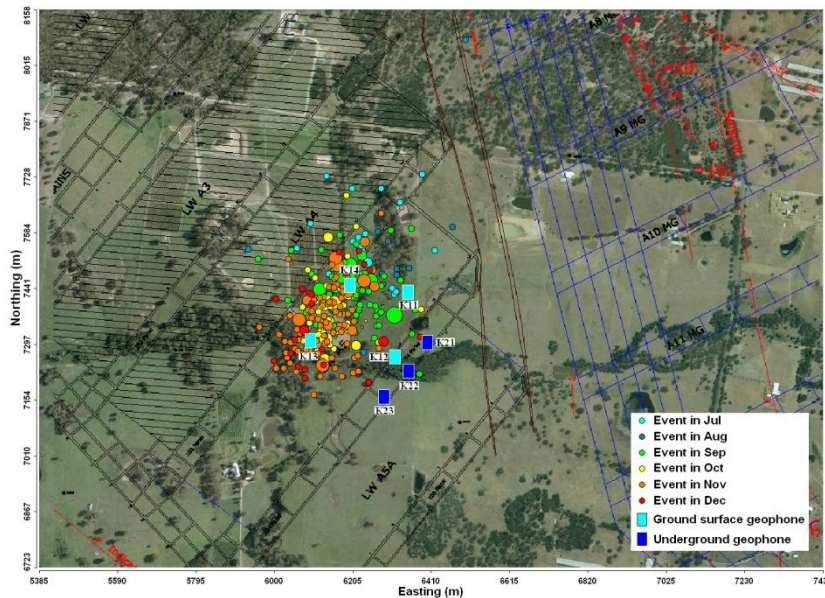 8158
8015
7871
7728
7584
7441
7297
7154
7010
6867
6723
Northing (m)
LW
LW A3
LW A4
LW A5A
A9 MG
A10 MG
A11 MG
K14
K11
K13
K12
K21
K22
K23
Event in Jul
Event in Aug
Event in Sep
Event in Oct
Event in Nov
Event in Dec
Ground surface geophone
Underground geophone
5385 5590 5795 6000 6205 6410 6615 6820 7025 7230
Easting (m)